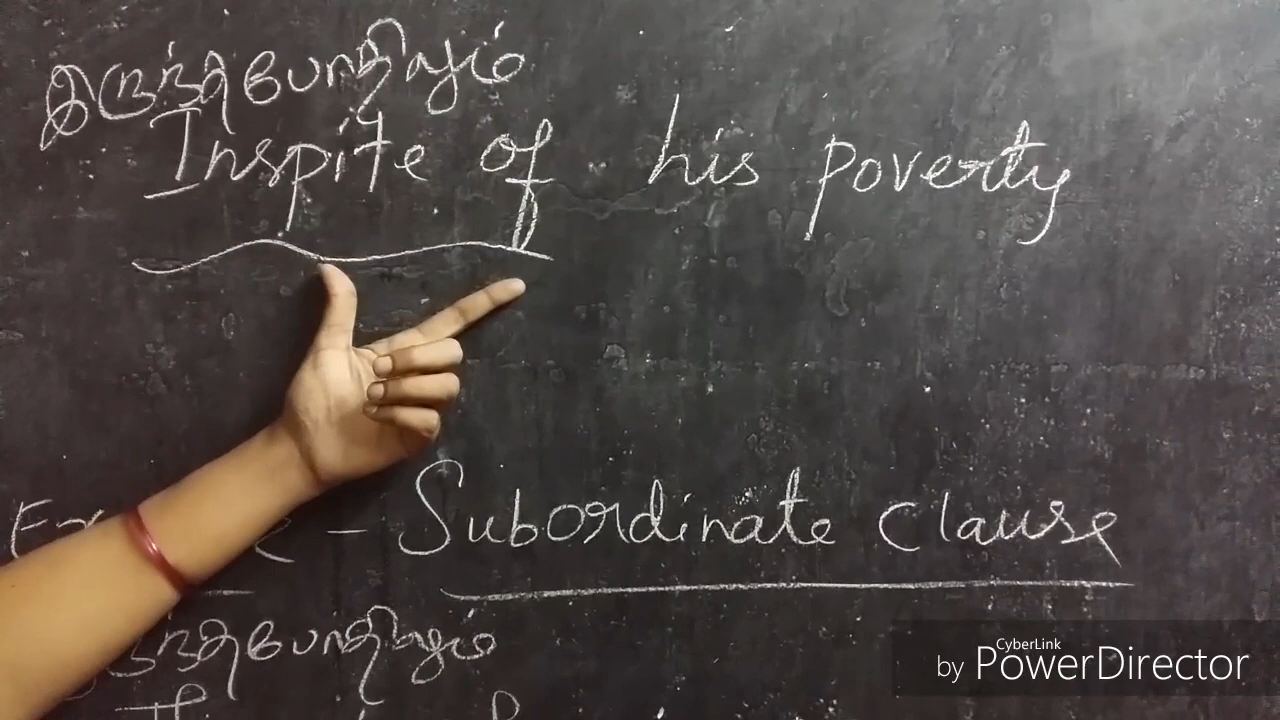 இருந்தபோதிலும்
Inspite of his poverty
- Subordinate clause
CyberLink
by PowerDirector